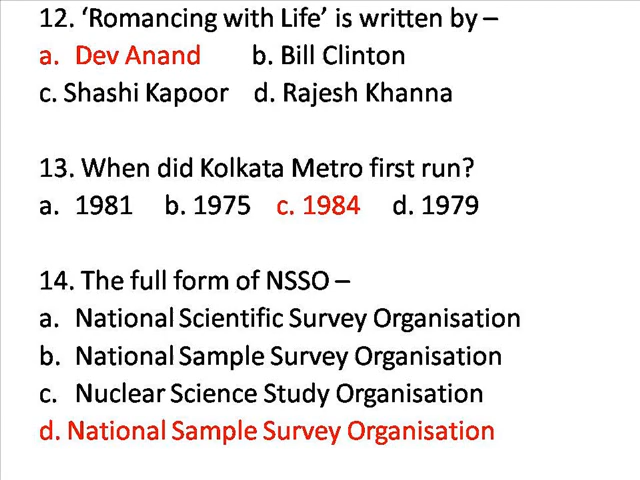 12. ‘Romancing with Life’ is written by –
a. Dev Anand b. Bill Clinton
c. Shashi Kapoor d. Rajesh Khanna
13. When did Kolkata Metro first run?
a. 1981 b. 1975 c. 1984 d. 1979
14. The full form of NSSO –
a. National Scientific Survey Organisation
b. National Sample Survey Organisation
c. Nuclear Science Study Organisation
d. National Sample Survey Organisation